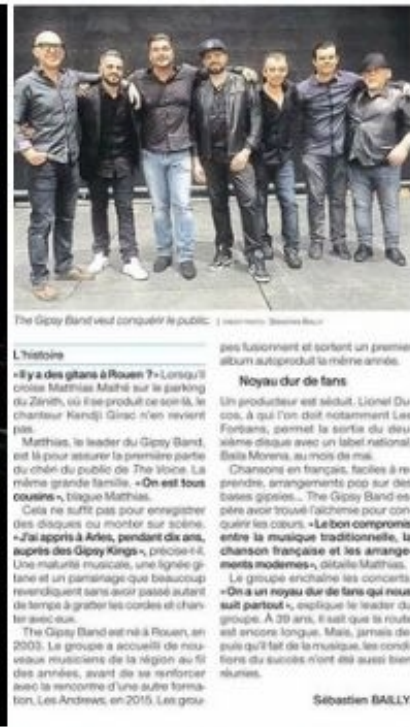 The Gipsy Band veut conquérir le public.
L'histoire
« Il y a des gitans à Rouen ? » Lorsqu'il
croise Matthias Malhé sur le parking
du Zénith, où il se produit ce soir-là, le
chanteur Kendji Girac n'en revient
pas.
Matthias, le leader du Gipsy Band,
est là pour assurer la première partie
du chéri du public de The Voice. La
même grande famille. « On est tous
cousins », blague Matthias.
Cela ne suffit pas pour enregistrer
des disques ou monter sur scène.
« J'ai appris à Arles, pendant dix ans,
auprès des Gipsy Kings », précise-t-il.
Une maturité musicale, une lignée gi-
tane et un parrainage que beaucoup
revendiquent sans avoir passé autant
de temps à gratter les cordes et chan-
ter avec eux.
The Gipsy Band est né à Rouen, en
2003. Le groupe a accueilli de nou-
veaux musiciens de la région au fil
des années, avant de se renforcer
avec la rencontre d'une autre forma-
tion, Les Andrews, en 2015. Les grou-
pes fusionnent et sortent un premier
album autoproduit la même année.
Noyau dur de fans
Un producteur est séduit. Lionel Du
cos, à qui l'on doit notamment Les
Forbans, permet la sortie du deu
xième disque avec un label national
Baila Morena, au mois de mai.
Chansons en français, faciles à re
prendre, arrangements pop sur des
bases gipsies... The Gipsy Band es
père avoir trouvé l'alchimie pour con
quérir les cœurs. « Le bon compromis
entre la musique traditionnelle, la
chanson française et les arrange
ments modernes », détaille Matthias.
Le groupe enchaîne les concerts
« On a un noyau dur de fans qui nous
suit partout », explique le leader du
groupe. À 39 ans, il sait que la route
est encore longue. Mais, jamais de
puis qu'il fait de la musique, les condi
tions du succès n'ont été aussi bien
réunies.
Sébastien BAILLY